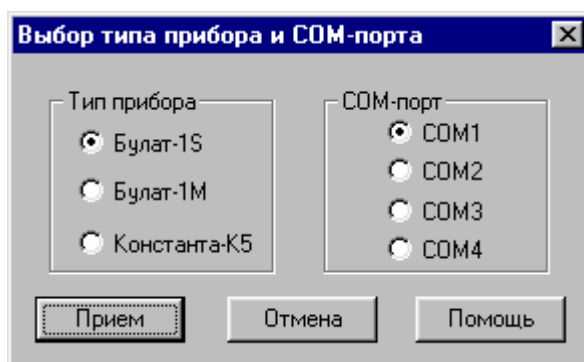 Выбор типа прибора и COM-порта
Тип прибора
Булат-1S
Булат-1М
Константа-К5
COM-порт
COM1
COM2
COM3
COM4
Прием
Отмена
Помощь